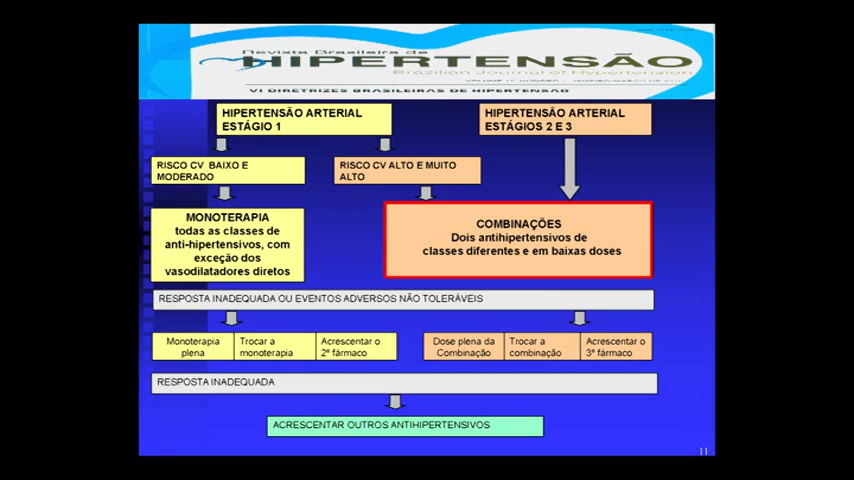 Revista Brasileira de
HIPERTENSÃO
Brazilian Journal of Hypertension
VI DIRETRIZES BRASILEIRAS DE HIPERTENSÃO
HIPERTENSÃO ARTERIAL
ESTÁGIO 1
HIPERTENSÃO ARTERIAL
ESTÁGIOS 2 E 3
RISCO CV BAIXO E
MODERADO
RISCO CV ALTO E MUITO
ALTO
MONOTERAPIA
todas as classes de
anti-hipertensivos, com
exceção dos
vasodilatadores diretos
COMBINAÇÕES
Dois antihipertensivos de
classes diferentes e em baixas doses
RESPOSTA INADEQUADA OU EVENTOS ADVERSOS NÃO TOLERÁVEIS
Monoterapia
plena
Trocar a
monoterapia
Acrescentar o
2º fármaco
Dose plena da
Combinação
Trocar a
combinação
Acrescentar o
3º fármaco
RESPOSTA INADEQUADA
ACRESCENTAR OUTROS ANTIHIPERTENSIVOS
11